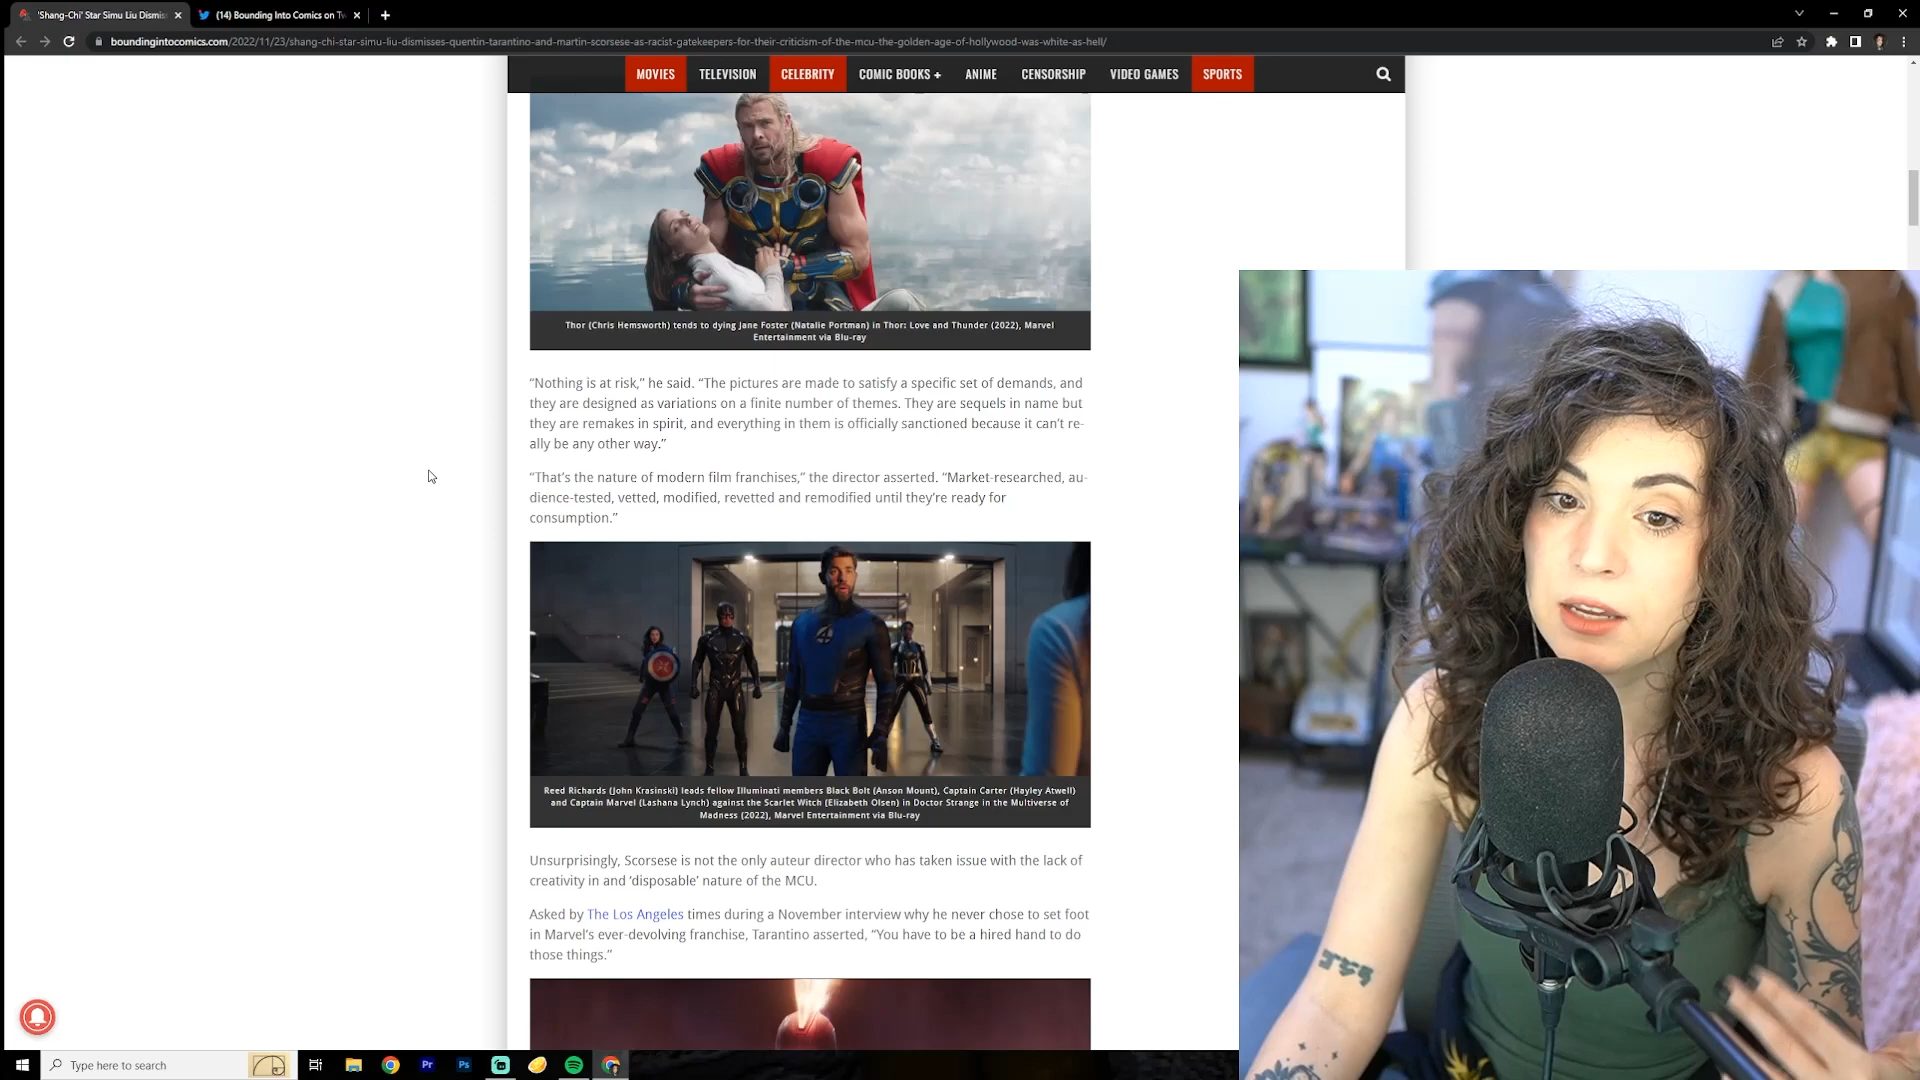 'Shang-Chi' Star Simu Liu Dismis
(14) Bounding Into Comics on Tw
boundingintocomics.com/2022/11/23/shang-chi-star-simu-liu-dismisses-quentin-tarantino-and-martin-scorsese-as-racist-gatekeepers-for-their-criticism-of-the-mcu-the-golden-age-of-hollywood-was-white-as-hell/
MOVIES TELEVISION CELEBRITY COMIC BOOKS + ANIME CENSORSHIP VIDEO GAMES SPORTS
Thor (Chris Hemsworth) tends to dying Jane Foster (Natalie Portman) in Thor: Love and Thunder (2022), Marvel
Entertainment via Blu-ray
“Nothing is at risk,” he said. “The pictures are made to satisfy a specific set of demands, and
they are designed as variations on a finite number of themes. They are sequels in name but
they are remakes in spirit, and everything in them is officially sanctioned because it can’t re-
ally be any other way.”
“That’s the nature of modern film franchises,” the director asserted. “Market-researched, au-
dience-tested, vetted, modified, revetted and remodified until they’re ready for
consumption.”
Reed Richards (John Krasinski) leads fellow Illuminati members Black Bolt (Anson Mount), Captain Carter (Hayley Atwell)
and Captain Marvel (Lashana Lynch) against the Scarlet Witch (Elizabeth Olsen) in Doctor Strange in the Multiverse of
Madness (2022), Marvel Entertainment via Blu-ray
Unsurprisingly, Scorsese is not the only auteur director who has taken issue with the lack of
creativity in and ‘disposable’ nature of the MCU.
Asked by The Los Angeles times during a November interview why he never chose to set foot
in Marvel’s ever-devolving franchise, Tarantino asserted, “You have to be a hired hand to do
those things.”
Type here to search
Pr
Ps